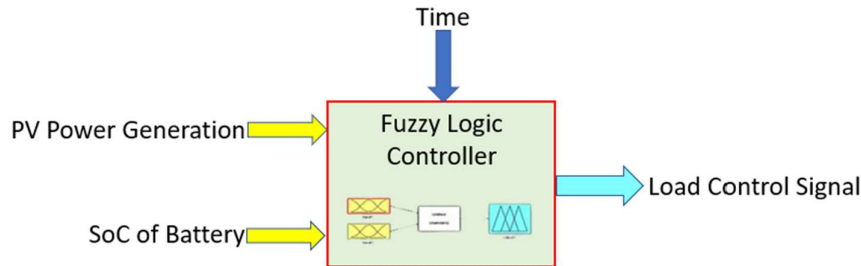 Time
PV Power Generation
Fuzzy Logic
Controller
Load Control Signal
SoC of Battery